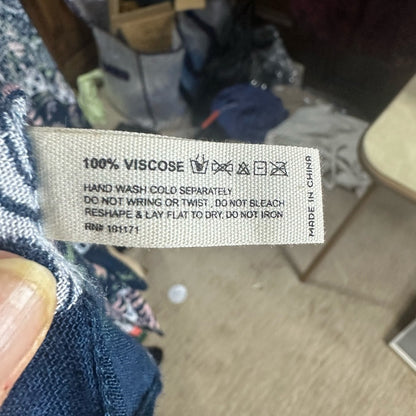 100% VISCOSE
HAND WASH COLD SEPARATELY
DO NOT WRING OR TWIST , DO NOT BLEACH
RESHAPE & LAY FLAT TO DRY, DO NOT IRON
RN# 101171
MADE IN CHINA